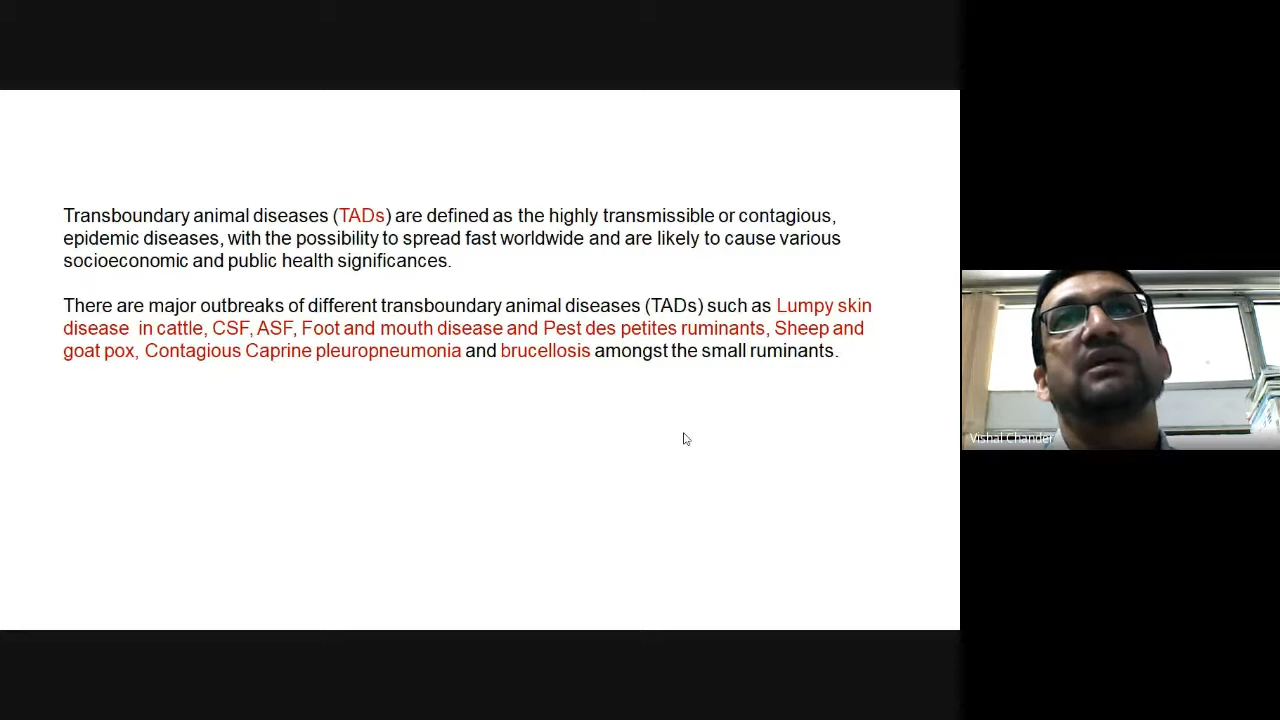 Transboundary animal diseases (TADs) are defined as the highly transmissible or contagious,
epidemic diseases, with the possibility to spread fast worldwide and are likely to cause various
socioeconomic and public health significances.
There are major outbreaks of different transboundary animal diseases (TADs) such as Lumpy skin
disease in cattle, CSF, ASF, Foot and mouth disease and Pest des petites ruminants, Sheep and
goat pox, Contagious Caprine pleuropneumonia and brucellosis amongst the small ruminants.
Vishal Chander